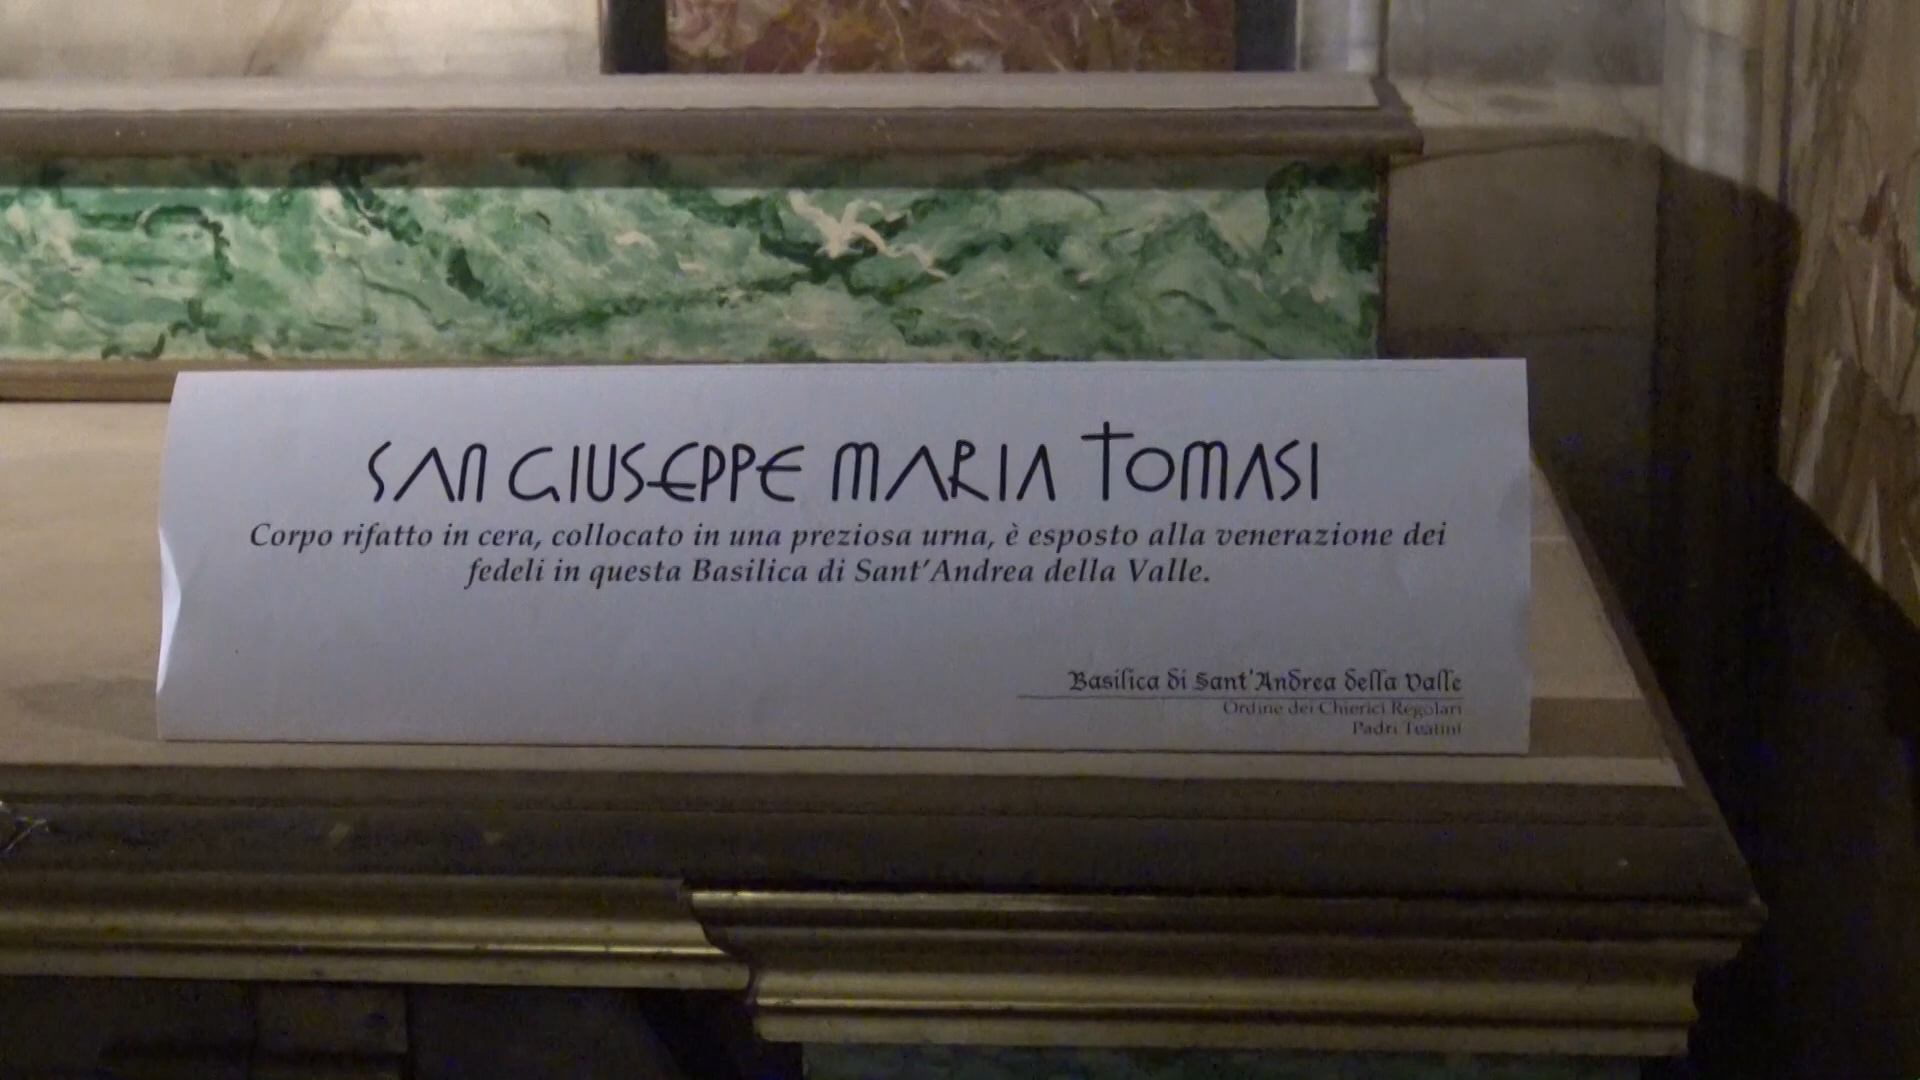 SAN GIUSEPPE MARIA TOMASI
Corpo rifatto in cera, collocato in una preziosa urna, è esposto alla venerazione dei
fedeli in questa Basilica di Sant'Andrea della Valle.
Basilica di Sant'Andrea della Valle
Ordine dei Chierici Regolari
Padri Teatini